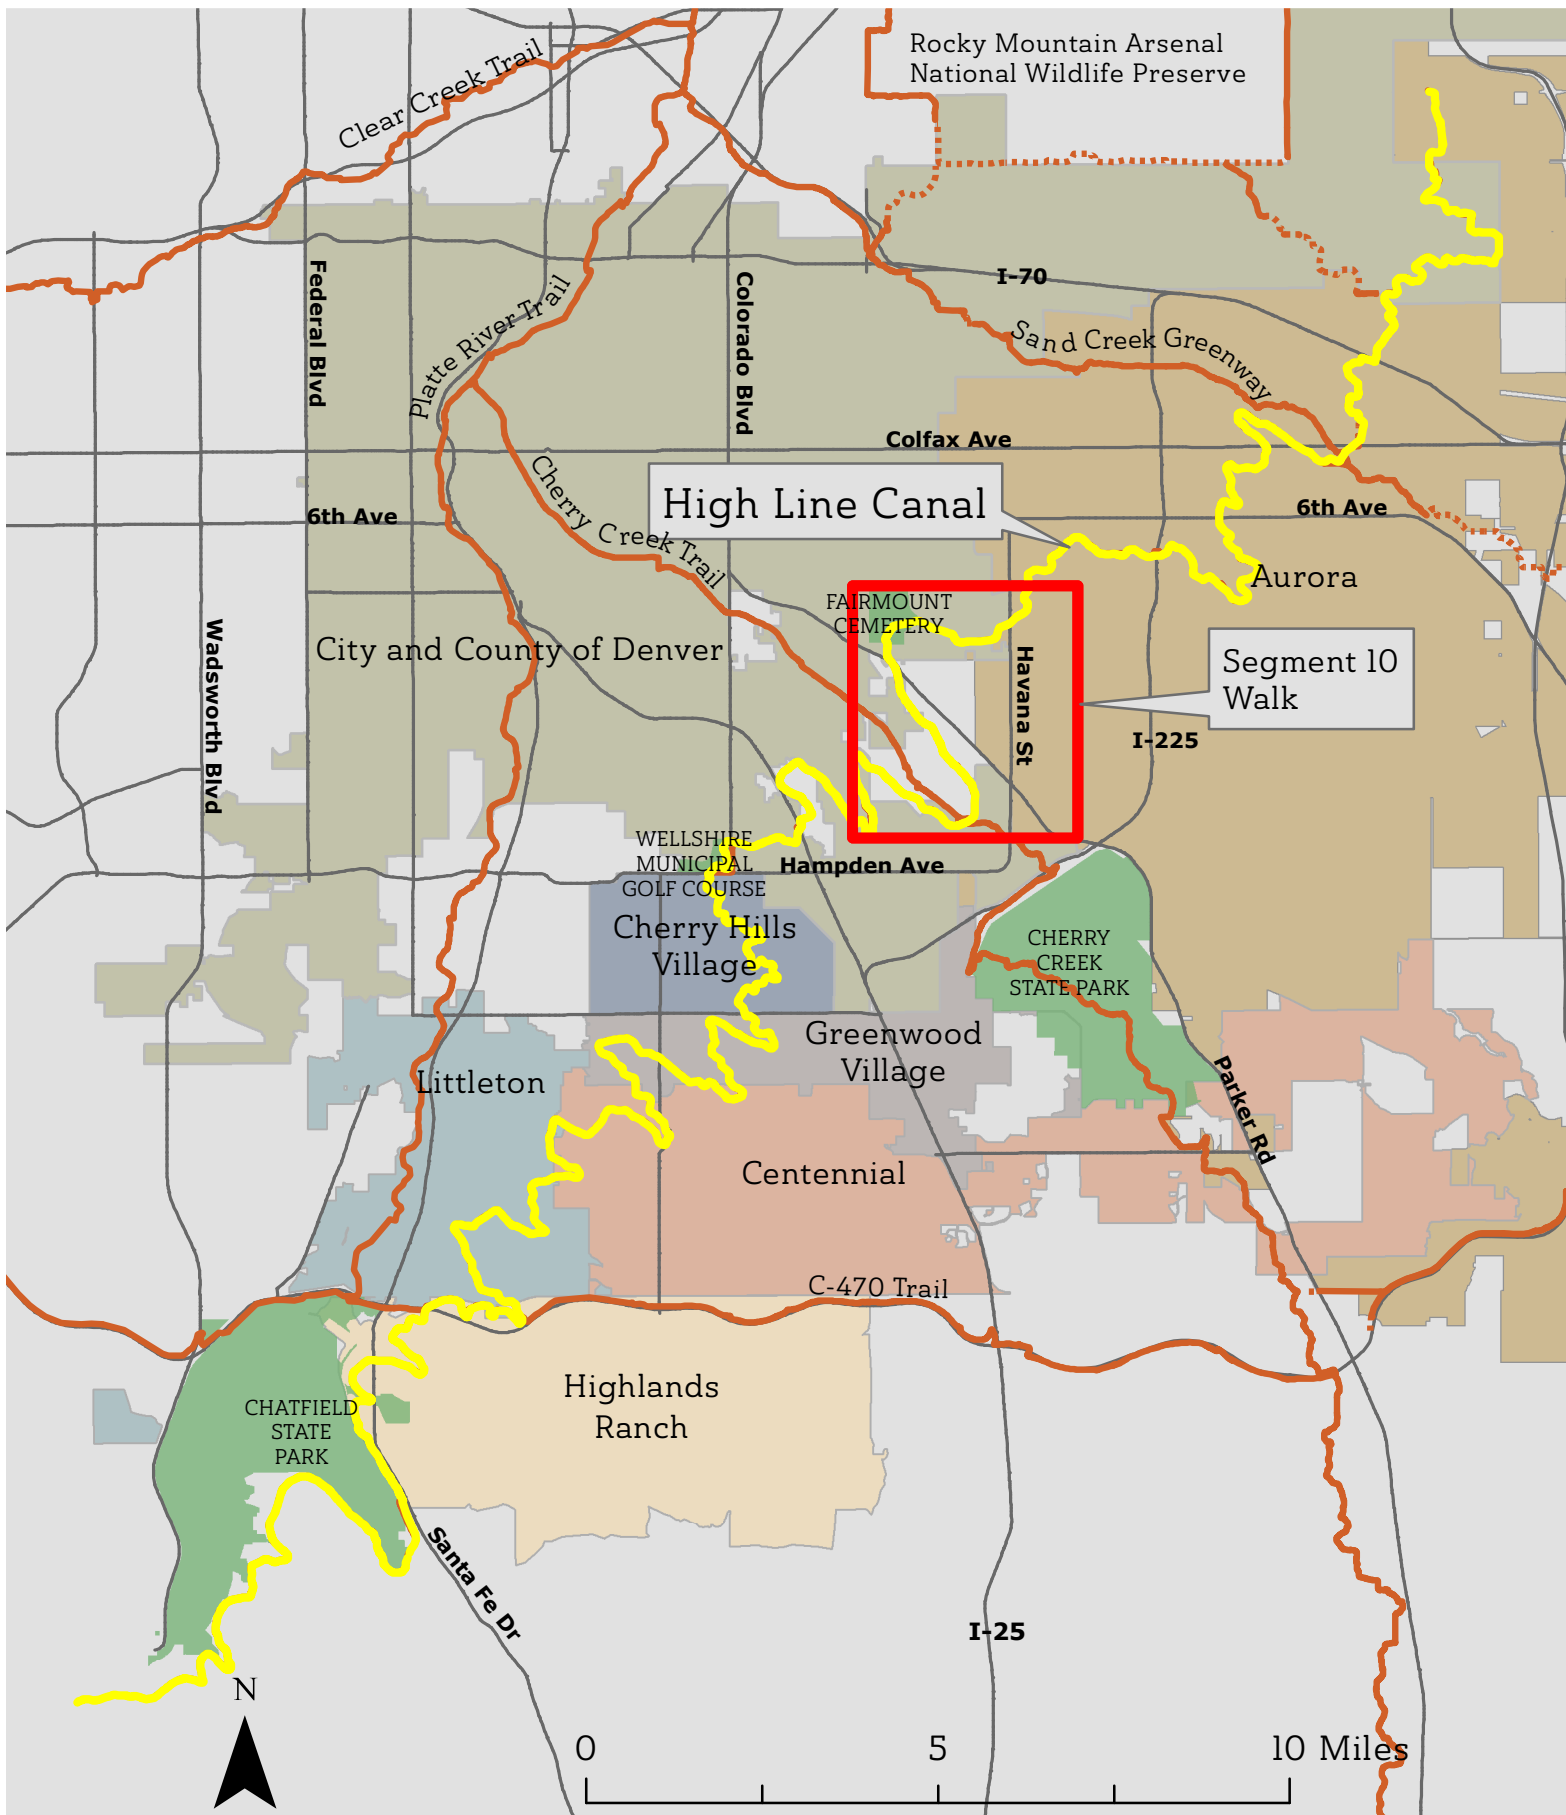 Rocky Mountain Arsenal
National Wildlife Preserve
Clear Creek Trail
I-70
Federal Blvd
Platte River Trail
Colorado Blvd
Sand Creek Greenway
Colfax Ave
High Line Canal
6th Ave
6th Ave
Cherry Creek Trail
Aurora
FAIRMOUNT
CEMETERY
City and County of Denver
Wadsworth Blvd
Havana St
Segment 10
Walk
I-225
WELLSHIRE
MUNICIPAL
GOLF COURSE
Hampden Ave
Cherry Hills
Village
CHERRY
CREEK
STATE PARK
Greenwood
Village
Littleton
Parker Rd
Centennial
C-470 Trail
Highlands
Ranch
CHATFIELD
STATE
PARK
Santa Fe Dr
I-25
N
0
5
10 Miles